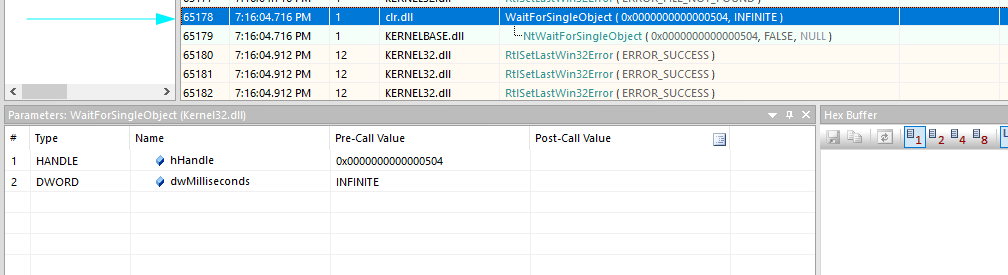 65178 7:16:04.716 PM 1 clr.dll WaitForSingleObject ( 0x0000000000000504, INFINITE )
65179 7:16:04.716 PM 1 KERNELBASE.dll NtWaitForSingleObject ( 0x0000000000000504, FALSE, NULL )
65180 7:16:04.912 PM 12 KERNEL32.dll RtlSetLastWin32Error ( ERROR_SUCCESS )
65181 7:16:04.912 PM 12 KERNEL32.dll RtlSetLastWin32Error ( ERROR_SUCCESS )
65182 7:16:04.912 PM 12 KERNEL32.dll RtlSetLastWin32Error ( ERROR_SUCCESS )
Parameters: WaitForSingleObject (Kernel32.dll) Hex Buffer
# Type Name Pre-Call Value Post-Call Value
1 2 4 8
1 HANDLE hHandle 0x0000000000000504
2 DWORD dwMilliseconds INFINITE